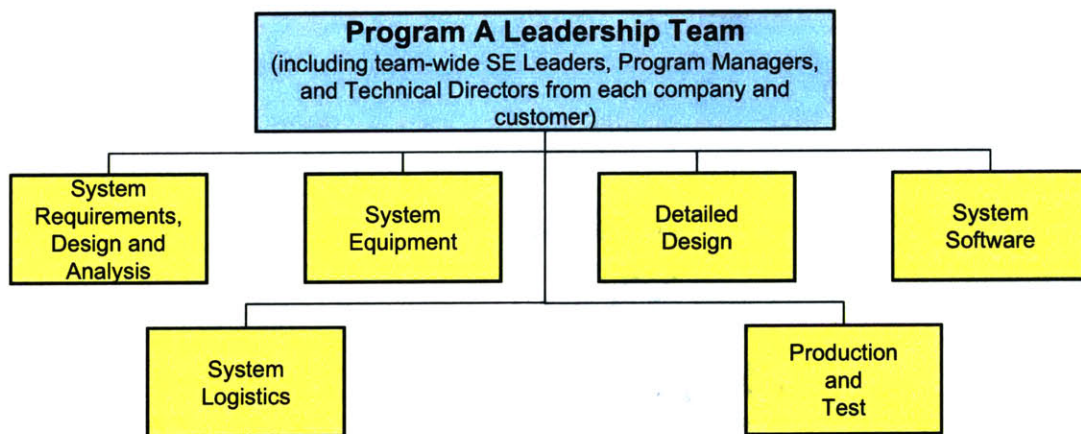 Program A Leadership Team
(including team-wide SE Leaders, Program Managers,
and Technical Directors from each company and
customer)
System
Requirements,
Design and
Analysis
System
Equipment
Detailed
Design
System
Software
System
Logistics
Production
and
Test